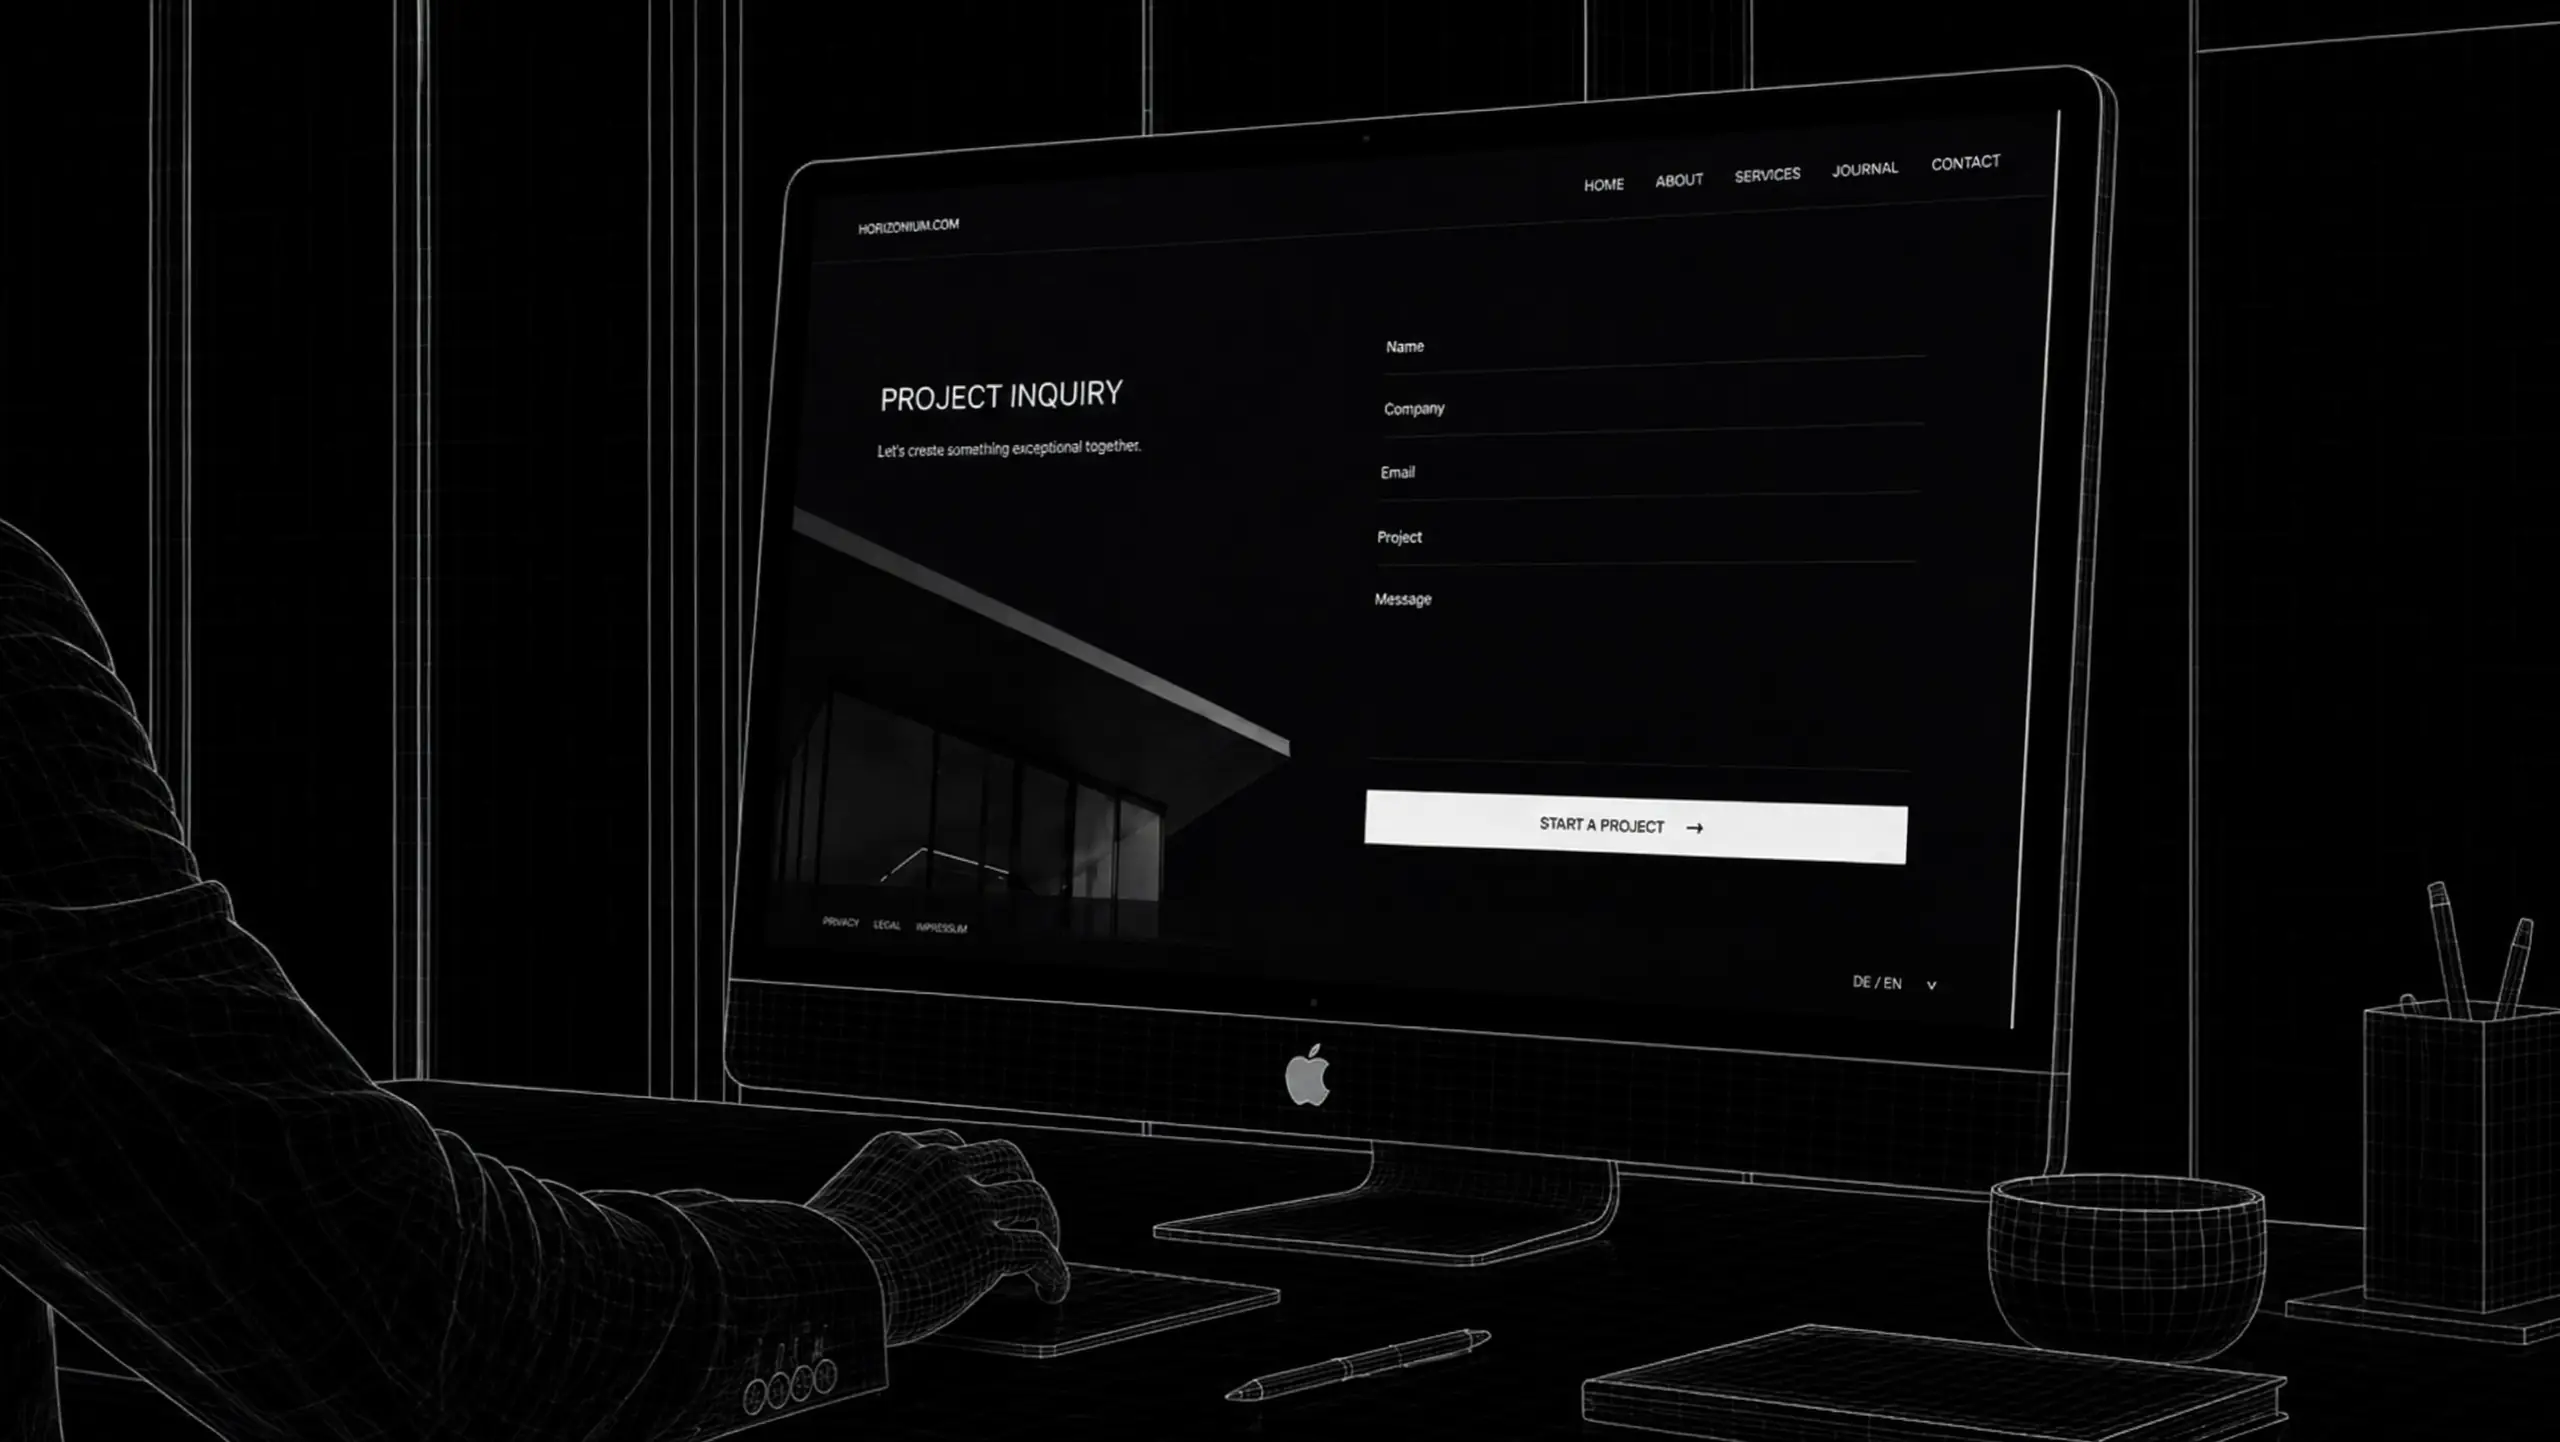 HORIZONIUM.COM
HOME ABOUT SERVICES JOURNAL CONTACT
PROJECT INQUIRY
Let's create something exceptional together.
Name
Company
Email
Project
Message
START A PROJECT →
PRIVACY LEGAL IMPRESSUM
DE / EN